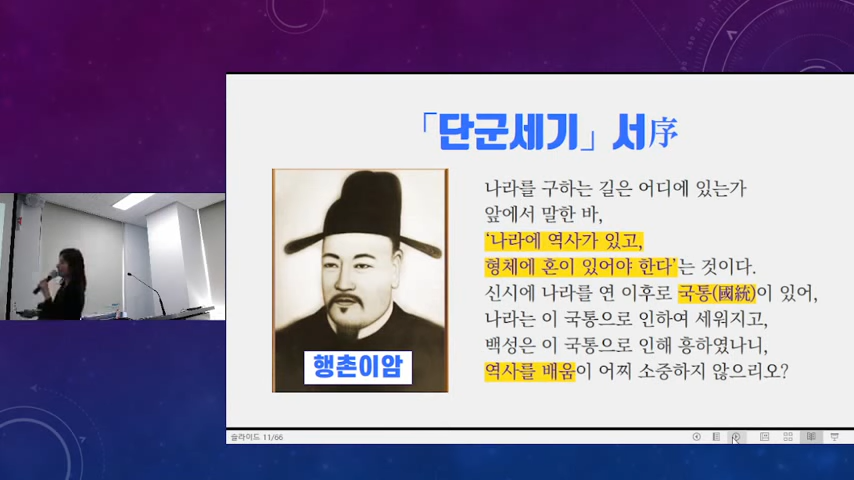 「단군세기」 서序
나라를 구하는 길은 어디에 있는가
앞에서 말한 바,
‘나라에 역사가 있고,
형체에 혼이 있어야 한다’는 것이다.
신시에 나라를 연 이후로 국통(國統)이 있어,
나라는 이 국통으로 인하여 세워지고,
백성은 이 국통으로 인해 흥하였나니,
역사를 배움이 어찌 소중하지 않으리오?
행촌이암
슬라이드 11/66